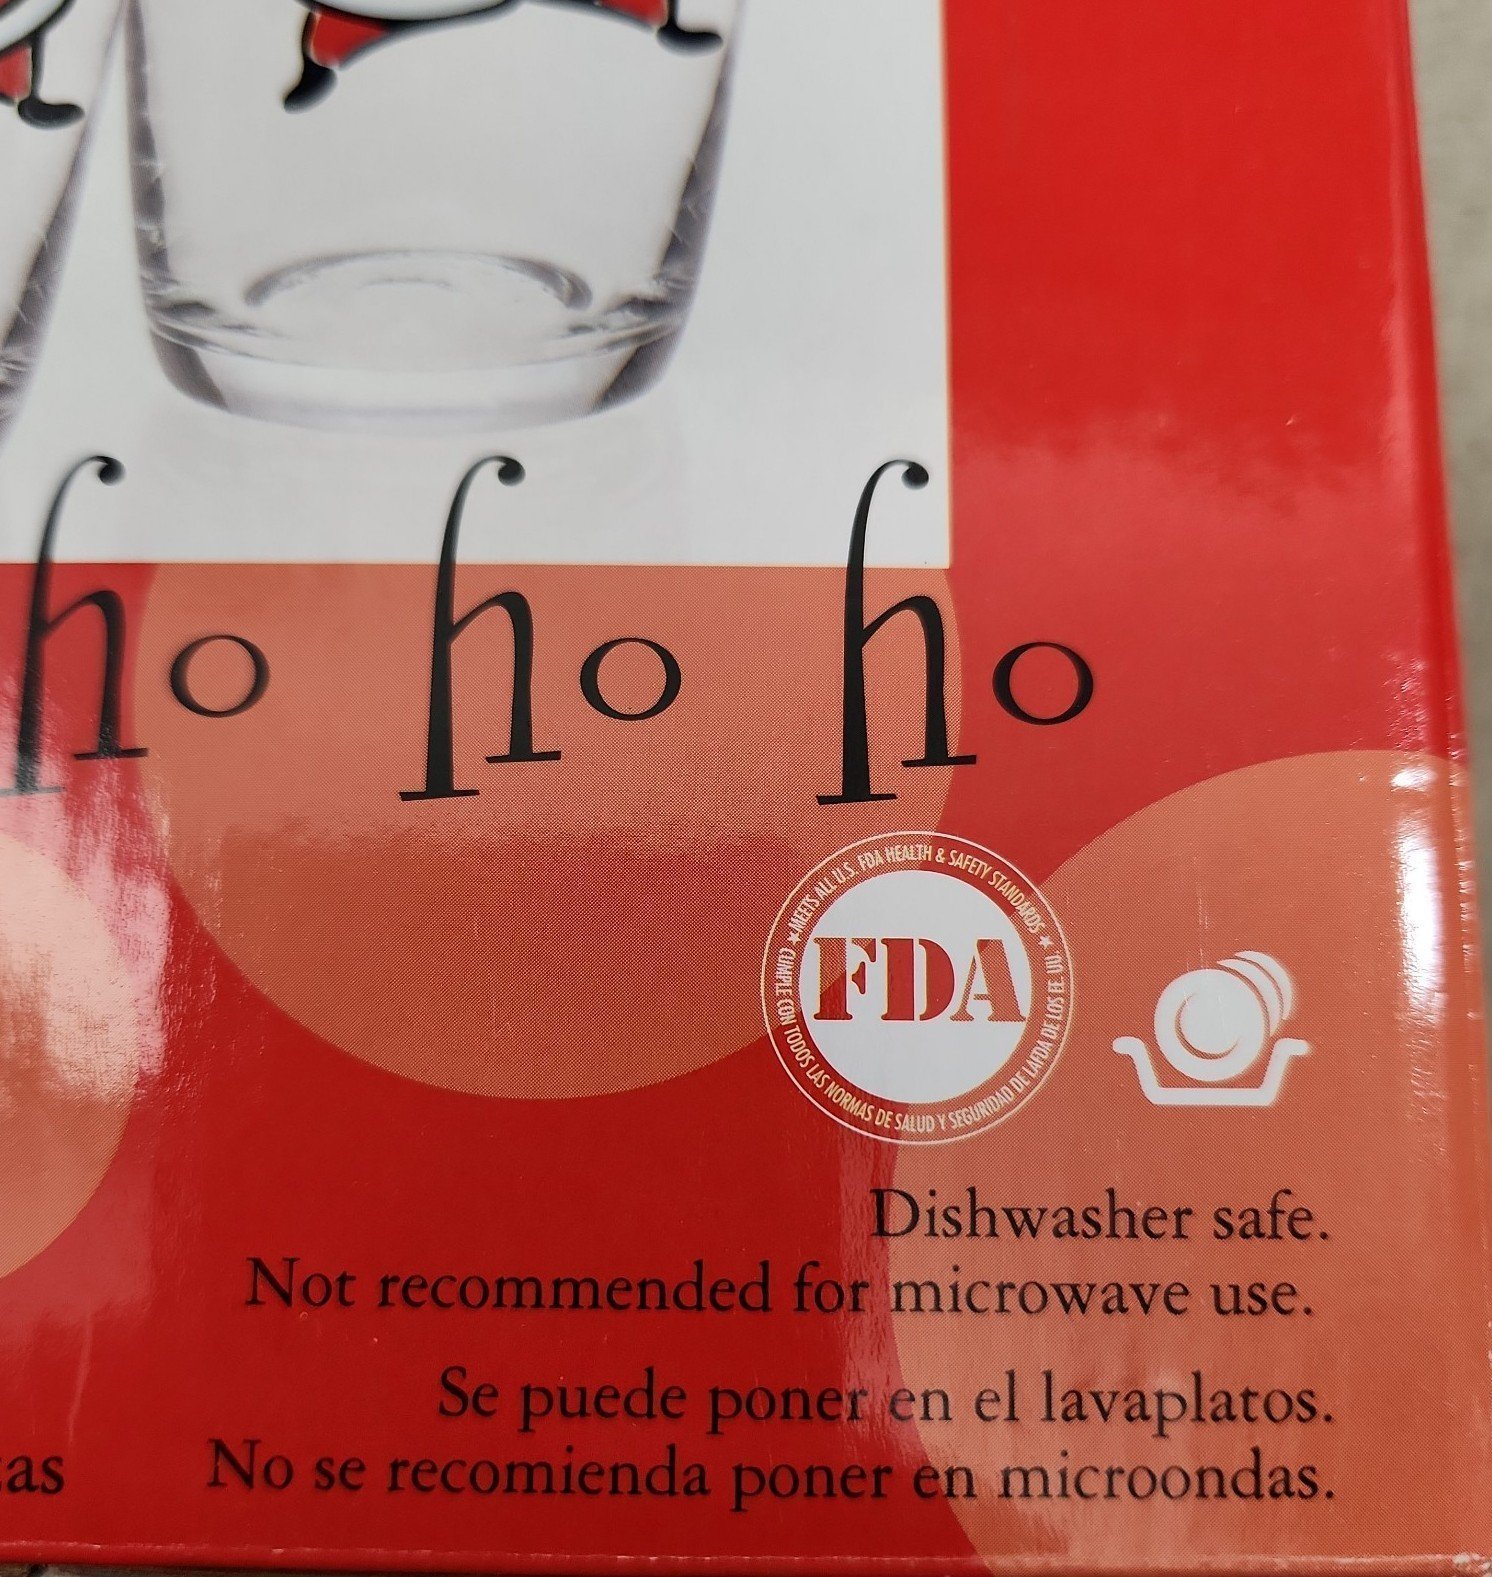 ho ho ho
★ MEETS ALL U.S. FDA HEALTH & SAFETY STANDARDS ★
FDA
CUMPLE CON TODOS LAS NORMAS DE SALUD Y SEGURIDAD DE LAFDA DE LOS EE. UU.
Dishwasher safe.
Not recommended for microwave use.
Se puede poner en el lavaplatos.
as No se recomienda poner en microondas.